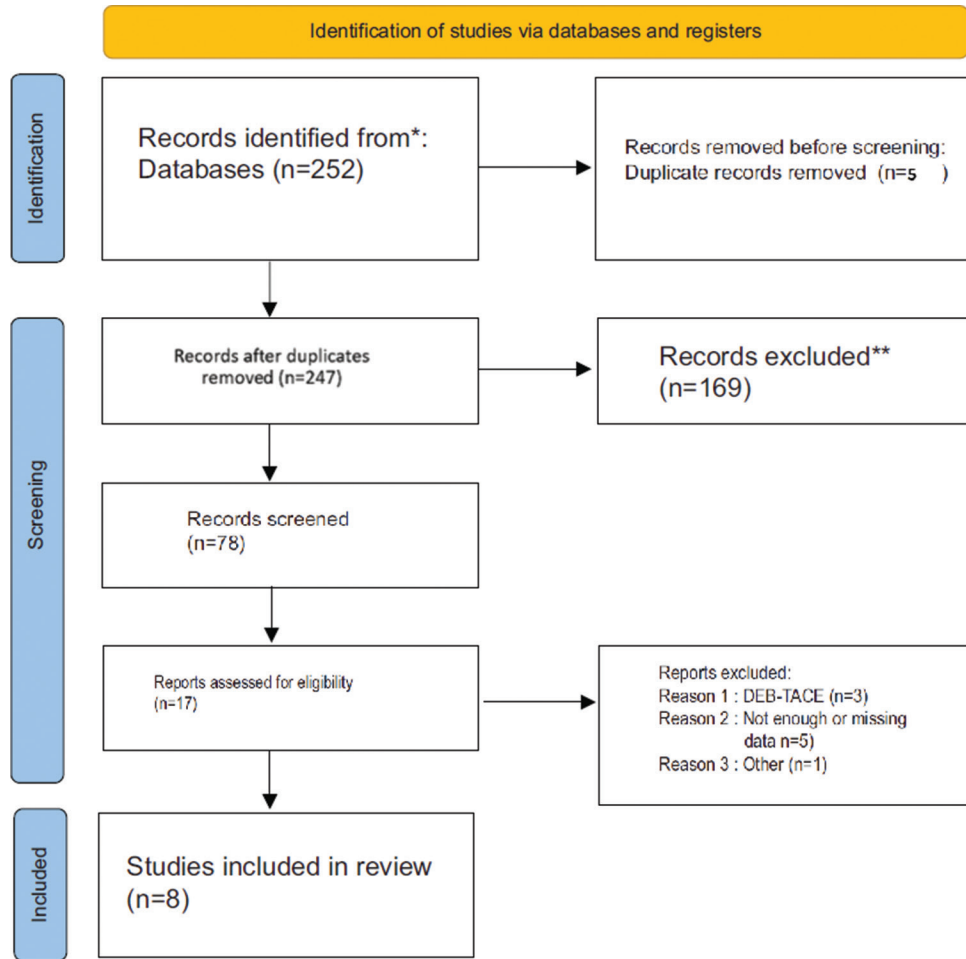 Identification of studies via databases and registers
Identification
Records identified from*:
Databases (n=252)
Records removed before screening:
Duplicate records removed (n=5 )
Screening
Records after duplicates
removed (n=247)
Records excluded**
(n=169)
Records screened
(n=78)
Reports assessed for eligibility
(n=17)
Reports excluded:
Reason 1 : DEB-TACE (n=3)
Reason 2 : Not enough or missing
data n=5)
Reason 3 : Other (n=1)
Included
Studies included in review
(n=8)